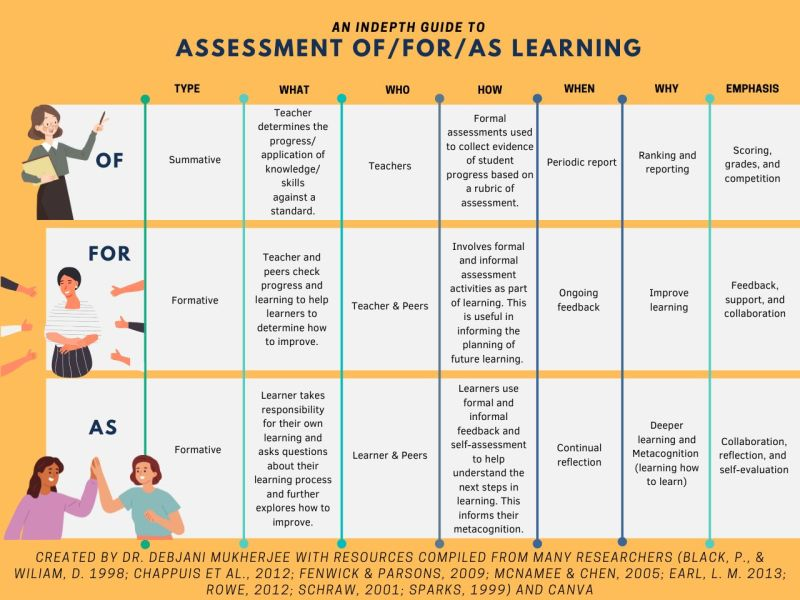 AN INDEPTH GUIDE TO
ASSESSMENT OF/FOR/AS LEARNING
TYPE
WHAT
WHO
HOW
WHEN
WHY
EMPHASIS
OF
Summative
Teacher
determines the
progress/
application of
knowledge/
skills
against a
standard.
Teachers
Formal
assessments used
to collect evidence
of student
progress based on
a rubric of
assessment.
Periodic report
Ranking and
reporting
Scoring,
grades, and
competition
FOR
Formative
Teacher and
peers check
progress and
learning to help
learners to
determine how
to improve.
Teacher & Peers
Involves formal
and informal
assessment
activities as part
of learning. This
is useful in
informing the
planning of
future learning.
Ongoing
feedback
Improve
learning
Feedback,
support, and
collaboration
AS
Formative
Learner takes
responsibility
for their own
learning and
asks questions
about their
learning process
and further
explores how to
improve.
Learner & Peers
Learners use
formal and
informal
feedback and
self-assessment
to help
understand the
next steps in
learning. This
informs their
metacognition.
Continual
reflection
Deeper
learning and
Metacognition
(learning how
to learn)
Collaboration,
reflection, and
self-evaluation
CREATED BY DR. DEBJANI MUKHERJEE WITH RESOURCES COMPILED FROM MANY RESEARCHERS (BLACK, P., &
WILIAM, D. 1998; CHAPPUIS ET AL., 2012; FENWICK & PARSONS, 2009; MCNAMEE & CHEN, 2005; EARL, L. M. 2013;
ROWE, 2012; SCHRAW, 2001; SPARKS, 1999) AND CANVA